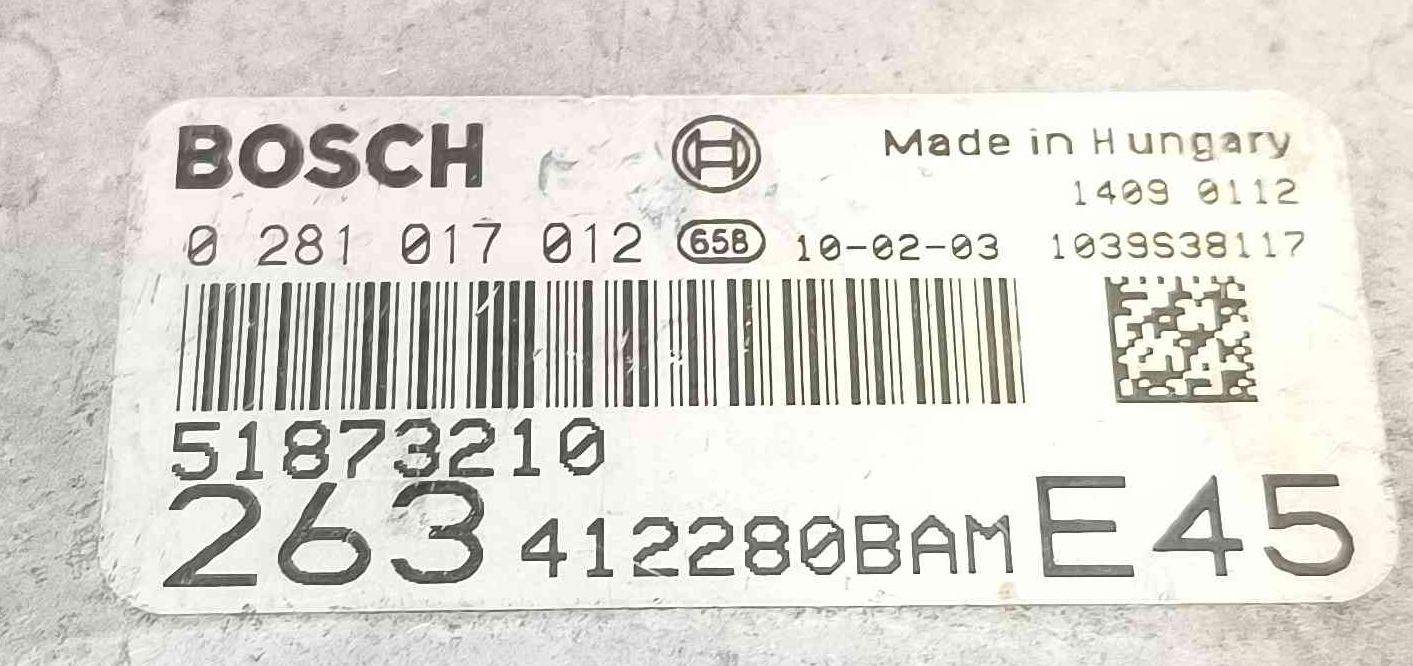 BOSCH Made in Hungary
1409 0112
0 281 017 012 658 10-02-03 1039S38117
51873210
263 412280BAM E45